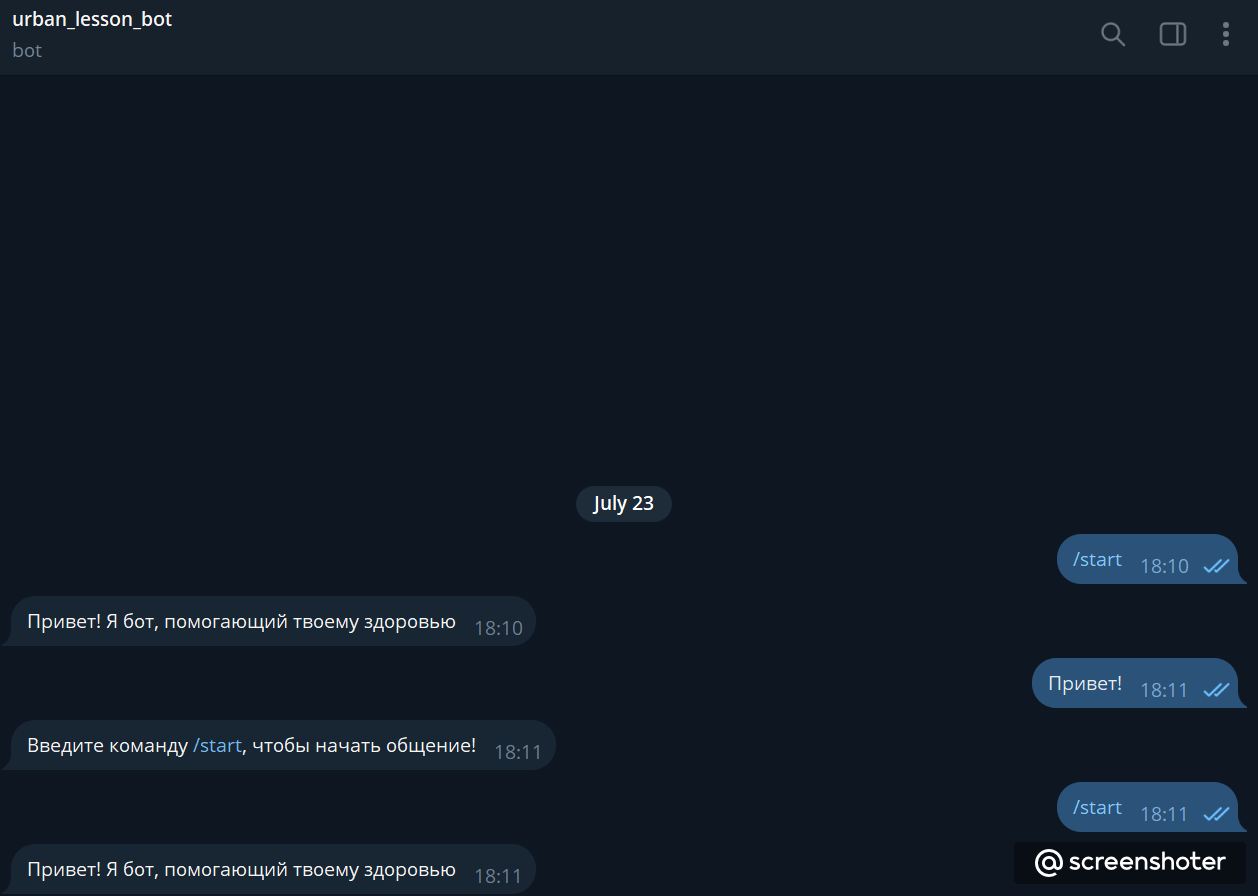 urban_lesson_bot
bot
July 23
/start 18:10
Привет! Я бот, помогающий твоему здоровью 18:10
Привет! 18:11
Введите команду /start, чтобы начать общение! 18:11
/start 18:11
@screenshoter
Привет! Я бот, помогающий твоему здоровью 18:11